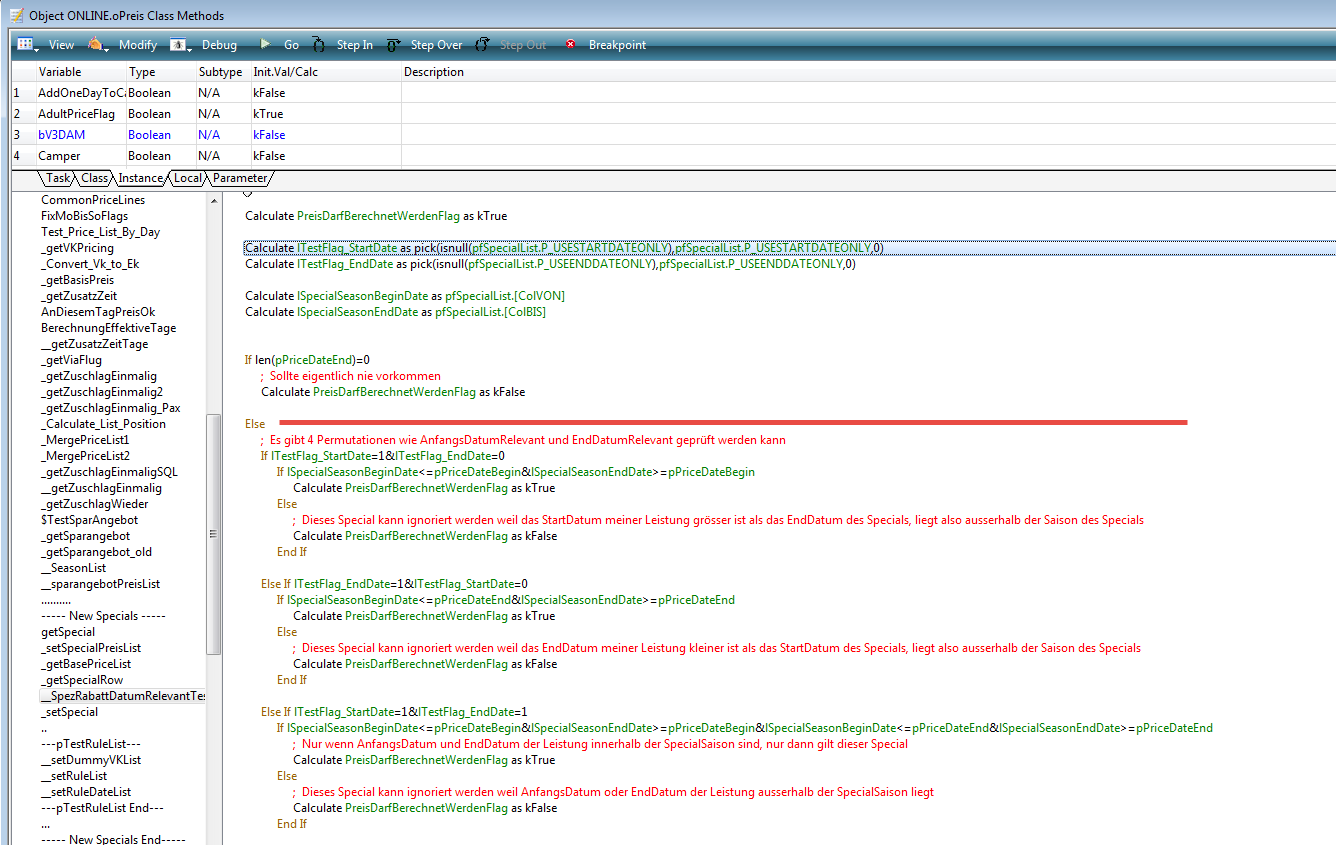 Object ONLINE.oPreis Class Methods
View Modify Debug Go Step In Step Over Step Out Breakpoint
Variable Type Subtype Init.Val/Calc Description
1 AddOneDayToCa Boolean N/A kFalse
2 AdultPriceFlag Boolean N/A kTrue
3 bV3DAM Boolean N/A kFalse
4 Camper Boolean N/A kFalse
Task Class Instance Local Parameter
CommonPriceLines
FixMoBisSoFlags
Test_Price_List_By_Day
_getVKPricing
_Convert_Vk_to_Ek
_getBasisPreis
_getZusatzZeit
AnDiesemTagPreisOk
BerechnungEffektiveTage
__getZusatzZeitTage
_getViaFlug
_getZuschlagEinmalig
_getZuschlagEinmalig2
_getZuschlagEinmalig_Pax
_Calculate_List_Position
_MergePriceList1
_MergePriceList2
_getZuschlagEinmaligSQL
__getZuschlagEinmalig
_getZuschlagWieder
$TestSparAngebot
_getSparangebot
_getSparangebot_old
__SeasonList
__sparangebotPreisList
..........
----- New Specials -----
getSpecial
_setSpecialPreisList
_getBasePriceList
_getSpecialRow
__SpezRabattDatumRelevantTes
_setSpecial
..
---pTestRuleList---
__setDummyVKList
__setRuleList
__setRuleDateList
---pTestRuleList End---
...
----- New Specials End-----
Calculate PreisDarfBerechnetWerdenFlag as kTrue
Calculate lTestFlag_StartDate as pick(isnull(pfSpecialList.P_USESTARTDATEONLY),pfSpecialList.P_USESTARTDATEONLY,0)
Calculate lTestFlag_EndDate as pick(isnull(pfSpecialList.P_USEENDDATEONLY),pfSpecialList.P_USEENDDATEONLY,0)
Calculate lSpecialSeasonBeginDate as pfSpecialList.[ColVON]
Calculate lSpecialSeasonEndDate as pfSpecialList.[ColBIS]
If len(pPriceDateEnd)=0
; Sollte eigentlich nie vorkommen
Calculate PreisDarfBerechnetWerdenFlag as kFalse
Else
; Es gibt 4 Permutationen wie AnfangsDatumRelevant und EndDatumRelevant geprüft werden kann
If lTestFlag_StartDate=1&lTestFlag_EndDate=0
If lSpecialSeasonBeginDate<=pPriceDateBegin&lSpecialSeasonEndDate>=pPriceDateBegin
Calculate PreisDarfBerechnetWerdenFlag as kTrue
Else
; Dieses Special kann ignoriert werden weil das StartDatum meiner Leistung grösser ist als das EndDatum des Specials, liegt also ausserhalb der Saison des Specials
Calculate PreisDarfBerechnetWerdenFlag as kFalse
End If
Else If lTestFlag_EndDate=1&lTestFlag_StartDate=0
If lSpecialSeasonBeginDate<=pPriceDateEnd&lSpecialSeasonEndDate>=pPriceDateEnd
Calculate PreisDarfBerechnetWerdenFlag as kTrue
Else
; Dieses Special kann ignoriert werden weil das EndDatum meiner Leistung kleiner ist als das StartDatum des Specials, liegt also ausserhalb der Saison des Specials
Calculate PreisDarfBerechnetWerdenFlag as kFalse
End If
Else If lTestFlag_StartDate=1&lTestFlag_EndDate=1
If lSpecialSeasonBeginDate<=pPriceDateBegin&lSpecialSeasonEndDate>=pPriceDateBegin&lSpecialSeasonBeginDate<=pPriceDateEnd&lSpecialSeasonEndDate>=pPriceDateEnd
; Nur wenn AnfangsDatum und EndDatum der Leistung innerhalb der SpecialSaison sind, nur dann gilt dieser Special
Calculate PreisDarfBerechnetWerdenFlag as kTrue
Else
; Dieses Special kann ignoriert werden weil AnfangsDatum oder EndDatum der Leistung ausserhalb der SpecialSaison liegt
Calculate PreisDarfBerechnetWerdenFlag as kFalse
End If